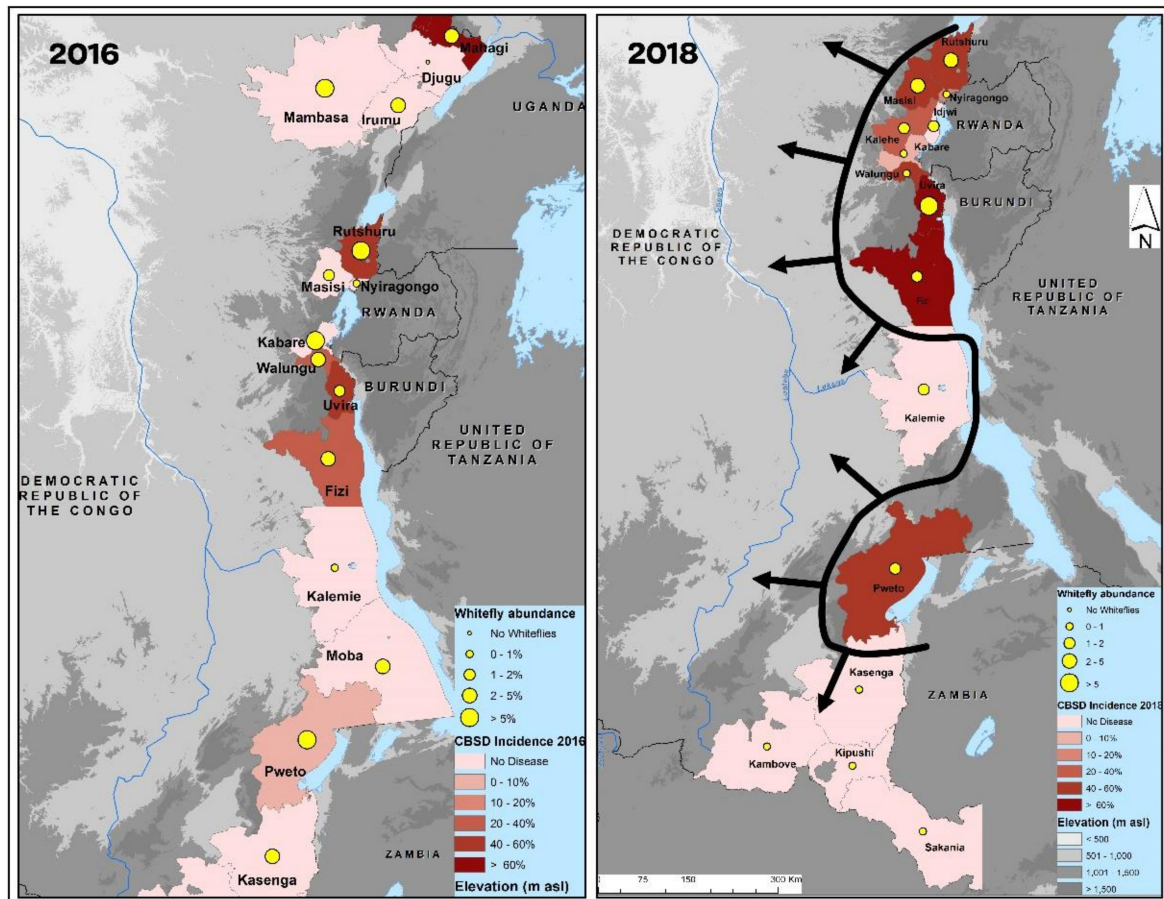 2016
Mahagi
Djugu
Mambasa
Irumu
UGANDA
Rutshuru
Masisi
Nyiragongo
RWANDA
Kabare
Walungu
BURUNDI
Uvira
UNITED
REPUBLIC OF
TANZANIA
Fizi
DEMOCRATIC
REPUBLIC OF
THE CONGO
Kalemie
Moba
Pweto
ZAMBIA
Kasenga
Whitefly abundance
No Whiteflies
0 - 1%
1 - 2%
2 - 5%
> 5%
CBSD Incidence 2016
No Disease
0 - 10%
10 - 20%
20 - 40%
40 - 60%
> 60%
Elevation (m asl)
2018
Rutshuru
Masisi
Nyiragongo
Idjwi
RWANDA
Kalehe
Kabare
Walungu
Uvira
BURUNDI
DEMOCRATIC
REPUBLIC OF
THE CONGO
N
UNITED
REPUBLIC OF
TANZANIA
Kalemie
Pweto
Kasenga
ZAMBIA
Kambove
Kipushi
Sakania
0
75
150
300 Km
Whitefly abundance
No Whiteflies
0 - 1
1 - 2
2 - 5
> 5
CBSD Incidence 2018
No Disease
0 - 10%
10 - 20%
20 - 40%
40 - 60%
> 60%
Elevation (m asl)
< 500
501 - 1,000
1,001 - 1,500
> 1,500